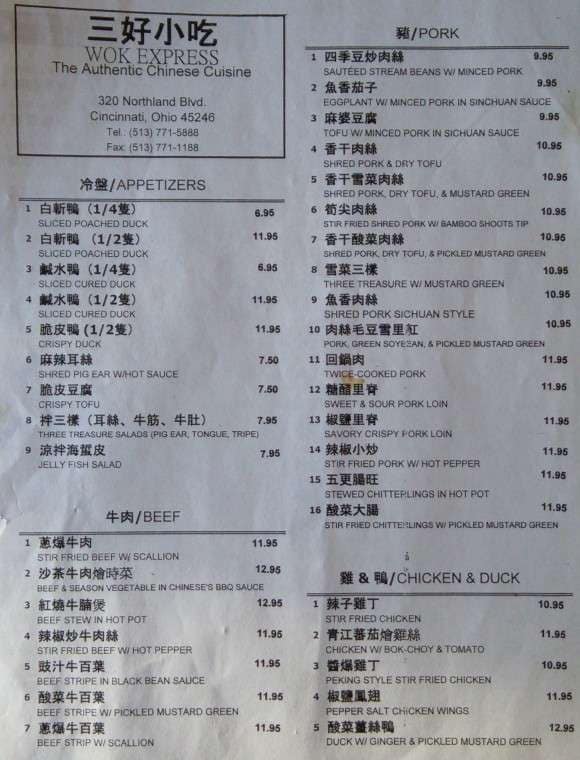 三好小吃
WOK EXPRESS
The Authentic Chinese Cuisine
320 Northland Blvd.
Cincinnati, Ohio 45246
Tel.: (513) 771-5888
Fax: (513) 771-1188
冷盤/APPETIZERS
1 白斬鴨 (1/4隻) 6.95
SLICED POACHED DUCK
2 白斬鴨 (1/2隻) 11.95
SLICED POACHED DUCK
3 鹹水鴨 (1/4隻) 6.95
SLICED CURED DUCK
4 鹹水鴨 (1/2隻) 11.95
SLICED CURED DUCK
5 脆皮鴨 (1/2隻) 11.95
CRISPY DUCK
6 麻辣耳絲 7.50
SHRED PIG EAR W/HOT SAUCE
7 脆皮豆腐 7.50
CRISPY TOFU
8 拌三樣 (耳絲、牛筋、牛肚) 7.95
THREE TREASURE SALADS (PIG EAR, TONGUE, TRIPE)
9 涼拌海蜇皮 7.95
JELLY FISH SALAD
牛肉/BEEF
1 蔥爆牛肉 11.95
STIR FRIED BEEF W/ SCALLION
2 沙茶牛肉燴時菜 12.95
BEEF & SEASON VEGETABLE IN CHINESE'S BBQ SAUCE
3 紅燒牛腩煲 12.95
BEEF STEW IN HOT POT
4 辣椒炒牛肉絲 11.95
STIR FRIED BEEF W/ HOT PEPPER
5 豉汁牛百葉 11.95
BEEF STRIPE IN BLACK BEAN SAUCE
6 酸菜牛百葉 11.95
BEEF STRIPE W/ PICKLED MUSTARD GREEN
7 蔥爆牛百葉 11.95
BEEF STRIP W/ SCALLION
豬/PORK
1 四季豆炒肉絲 9.95
SAUTEED STREAM BEANS W/ MINCED PORK
2 魚香茄子 9.95
EGGPLANT W/ MINCED PORK IN SINCHUAN SAUCE
3 麻婆豆腐 9.95
TOFU W/ MINCED PORK IN SICHUAN SAUCE
4 香干肉絲 10.95
SHRED PORK & DRY TOFU
5 香干雪菜肉絲 10.95
SHRED PORK, DRY TOFU, & MUSTARD GREEN
6 筍尖肉絲 10.95
STIR FRIED SHRED PORK W/ BAMBOO SHOOTS TIP
7 香干酸菜肉絲 10.95
SHRED PORK, DRY TOFU, & PICKLED MUSTARD GREEN
8 雪菜三樣 10.95
THREE TREASURE W/ MUSTARD GREEN
9 魚香肉絲 10.95
SHRED PORK SICHUAN STYLE
10 肉絲毛豆雪里紅 10.95
PORK, GREEN SOYBEAN, & PICKLED MUSTARD GREEN
11 回鍋肉 11.95
TWICE-COOKED PORK
12 糖醋里脊 11.95
SWEET & SOUR PORK LOIN
13 椒鹽里脊 11.95
SAVORY CRISPY PORK LOIN
14 辣椒小炒 11.95
STIR FRIED PORK W/ HOT PEPPER
15 五更腸旺 11.95
STEWED CHITTERLINGS IN HOT POT
16 酸菜大腸 11.95
STIR FRIED CHITTERLINGS W/ PICKLED MUSTARD GREEN
雞 & 鴨/CHICKEN & DUCK
1 辣子雞丁 10.95
STIR FRIED CHICKEN
2 青江蕃茄燴雞絲 11.95
CHICKEN W/ BOK-CHOY & TOMATO
3 醬爆雞丁 10.95
PEKING STYLE STIR FRIED CHICKEN
4 椒鹽鳳翅 11.95
PEPPER SALT CHICKEN WINGS
5 酸菜薑絲鴨 12.95
DUCK W/ GINGER & PICKLED MUSTARD GREEN